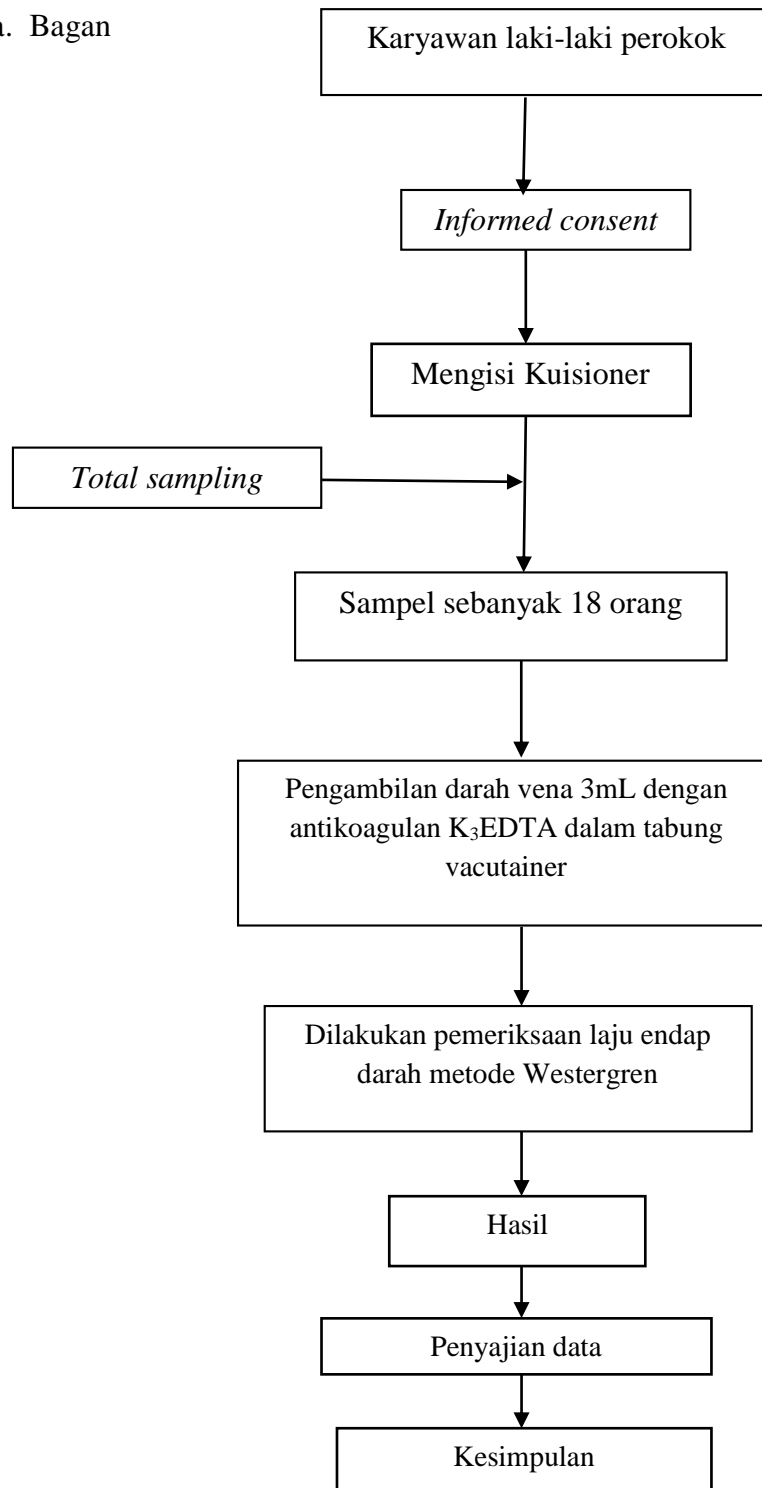 a. Bagan
Karyawan laki-laki perokok
Informed consent
Mengisi Kuisioner
Total sampling
Sampel sebanyak 18 orang
Pengambilan darah vena 3mL dengan
antikoagulan K₃EDTA dalam tabung
vacutainer
Dilakukan pemeriksaan laju endap
darah metode Westergren
Hasil
Penyajian data
Kesimpulan